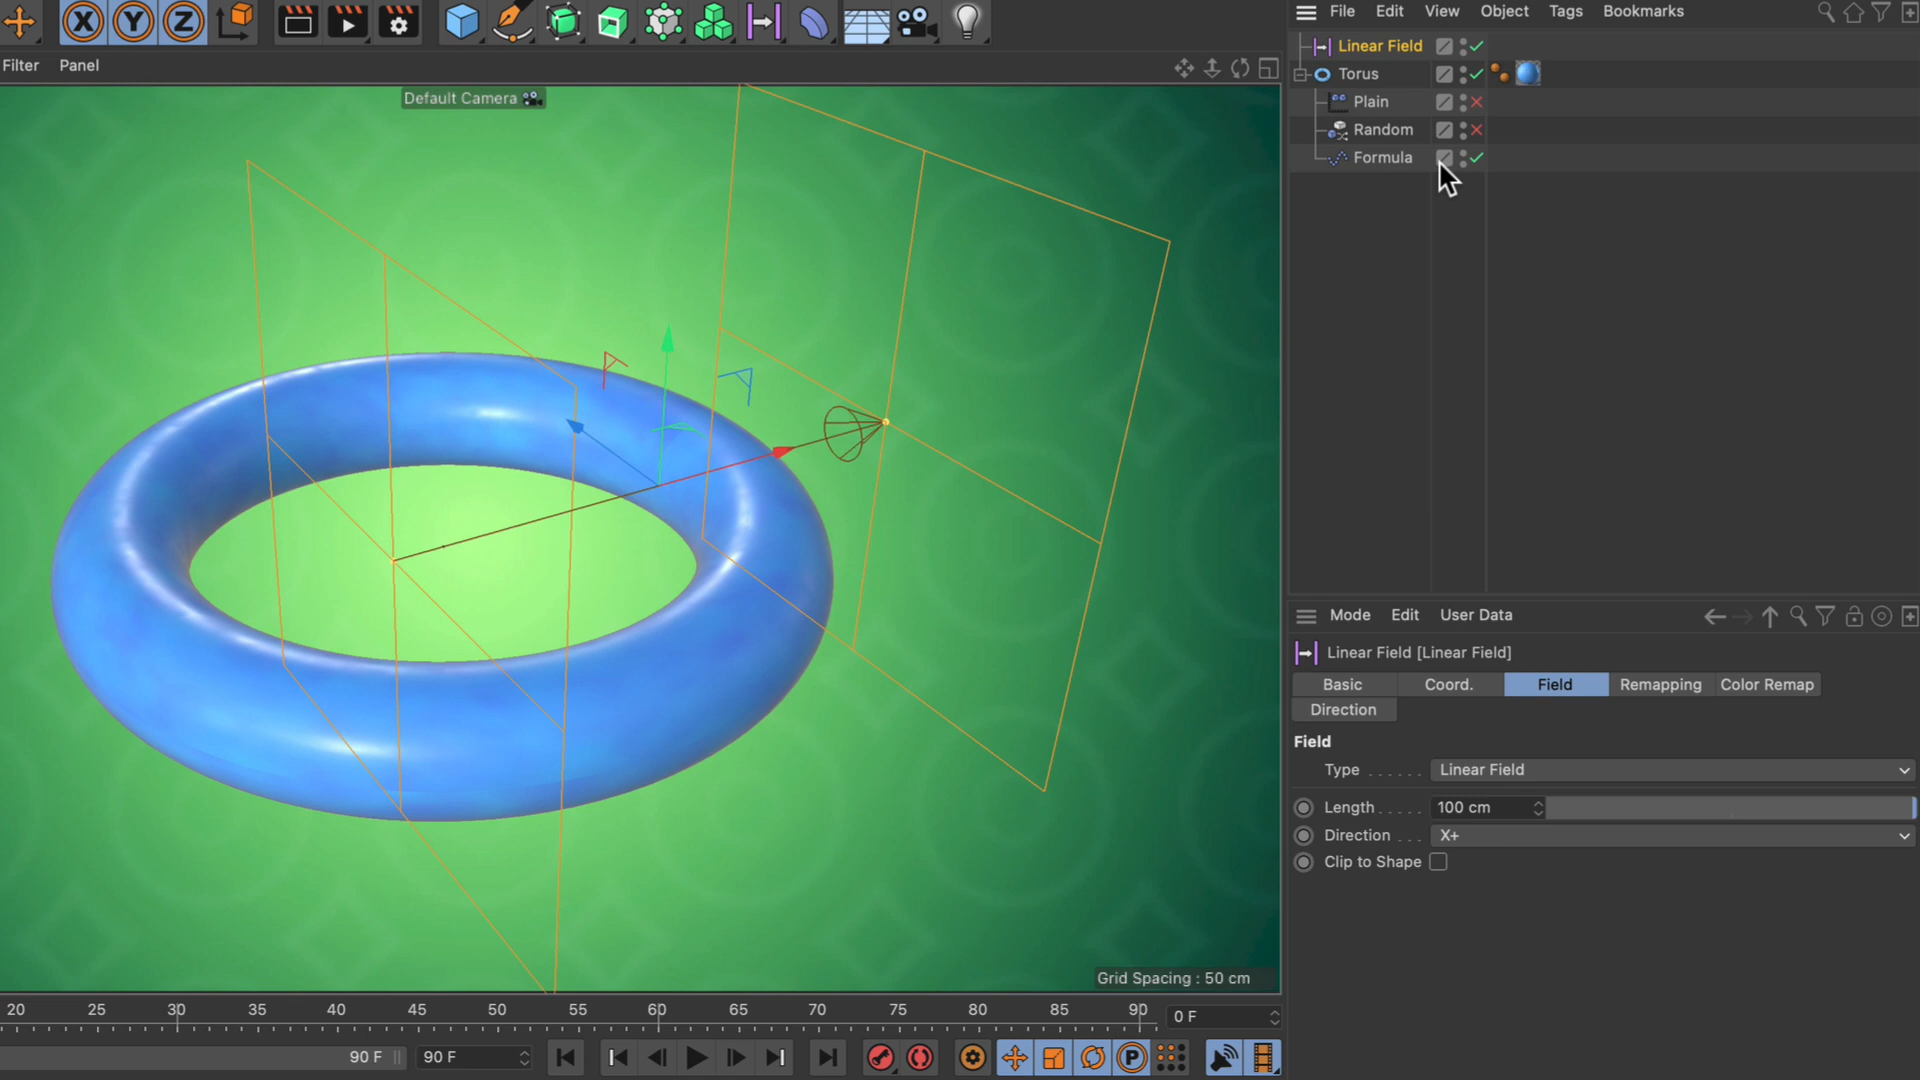 X Y Z
File Edit View Object Tags Bookmarks
Filter Panel
Default Camera
Linear Field
Torus
Plain
Random
Formula
Grid Spacing : 50 cm
Mode Edit User Data
Linear Field [Linear Field]
Basic Coord. Field Remapping Color Remap
Direction
Field
Type . . . . . . Linear Field
Length . . . . . 100 cm
Direction . . . X+
Clip to Shape
20 25 30 35 40 45 50 55 60 65 70 75 80 85 90 0 F
90 F 90 F P